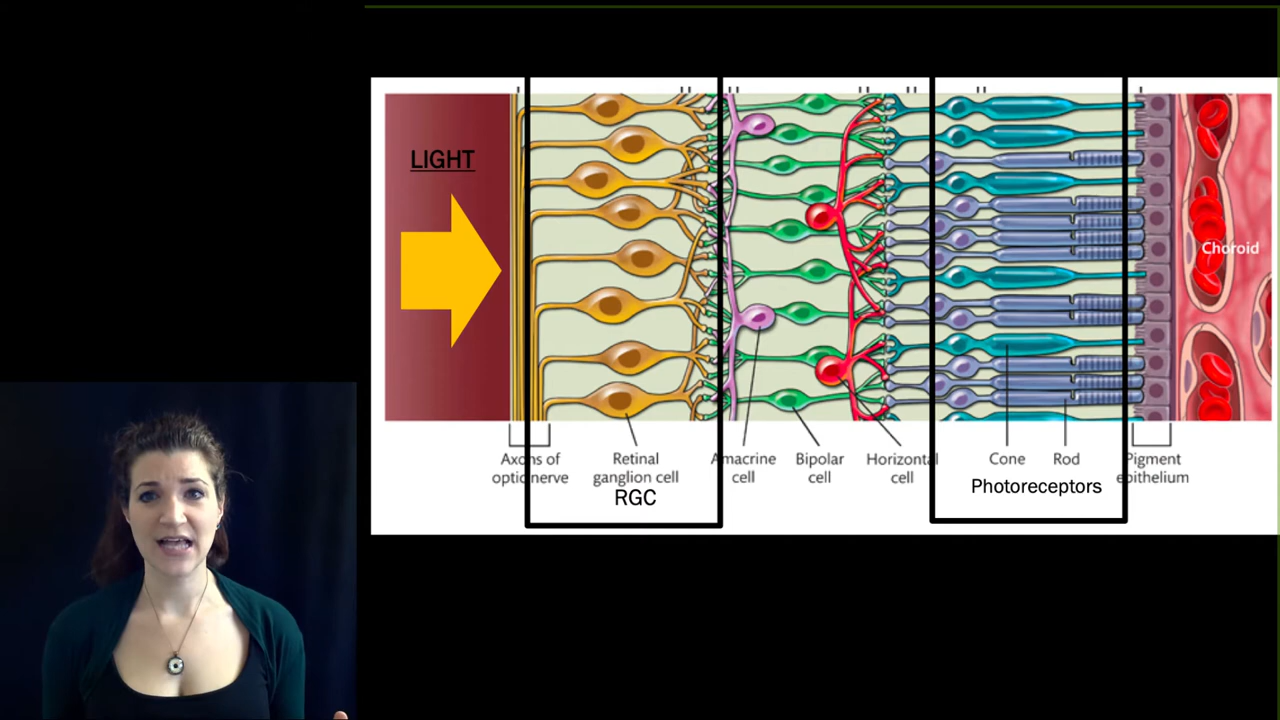 LIGHT
Choroid
Axons of
optic nerve
Retinal
ganglion cell
RGC
Amacrine
cell
Bipolar
cell
Horizontal
cell
Cone
Rod
Photoreceptors
Pigment
epithelium